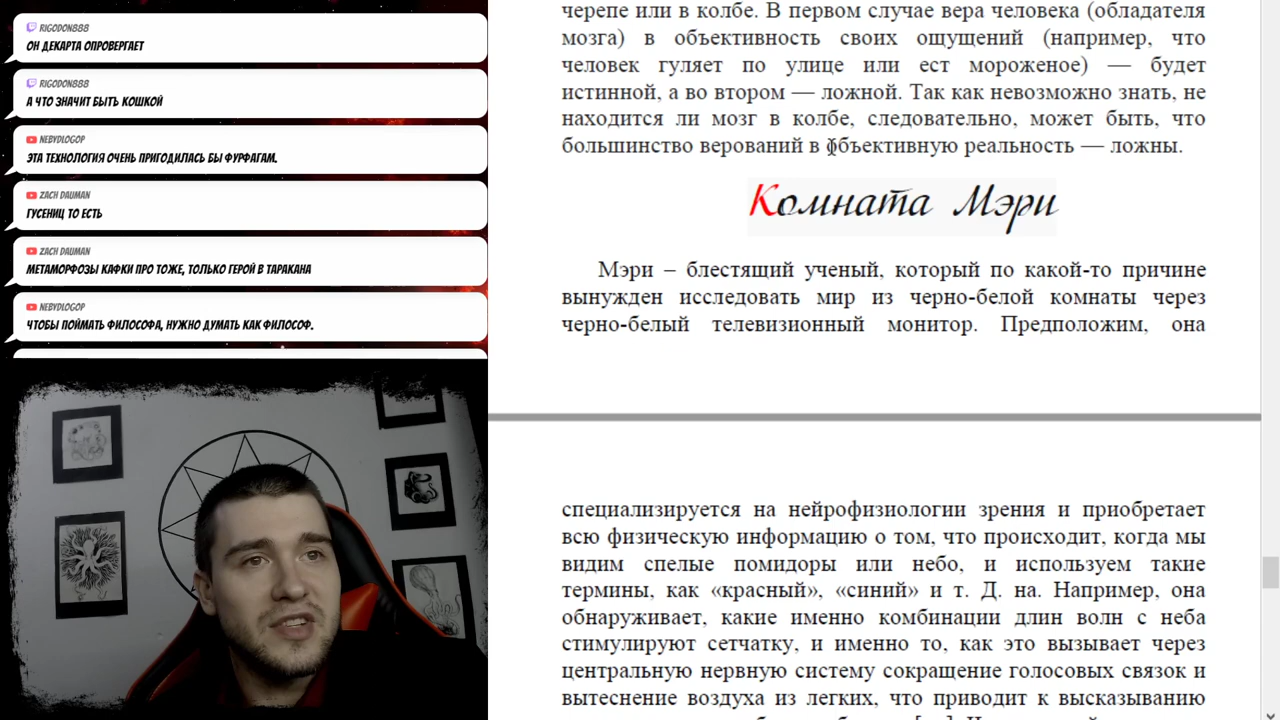 RIGODON888
ОН ДЕКАРТА ОПРОВЕРГАЕТ
RIGODON888
А ЧТО ЗНАЧИТ БЫТЬ КОШКОЙ
NEBYDLOGOP
ЭТА ТЕХНОЛОГИЯ ОЧЕНЬ ПРИГОДИЛАСЬ БЫ ФУРФАГАМ.
ZACH DAUMAN
ГУСЕНИЦ ТО ЕСТЬ
ZACH DAUMAN
МЕТАМОРФОЗЫ КАФКИ ПРО ТОЖЕ, ТОЛЬКО ГЕРОЙ В ТАРАКАНА
NEBYDLOGOP
ЧТОБЫ ПОЙМАТЬ ФИЛОСОФА, НУЖНО ДУМАТЬ КАК ФИЛОСОФ.
черепе или в колбе. В первом случае вера человека (обладателя
мозга) в объективность своих ощущений (например, что
человек гуляет по улице или ест мороженое) — будет
истинной, а во втором — ложной. Так как невозможно знать, не
находится ли мозг в колбе, следовательно, может быть, что
большинство верований в объективную реальность — ложны.
Комната Мэри
Мэри – блестящий ученый, который по какой-то причине
вынужден исследовать мир из черно-белой комнаты через
черно-белый телевизионный монитор. Предположим, она
специализируется на нейрофизиологии зрения и приобретает
всю физическую информацию о том, что происходит, когда мы
видим спелые помидоры или небо, и используем такие
термины, как «красный», «синий» и т. Д. на. Например, она
обнаруживает, какие именно комбинации длин волн с неба
стимулируют сетчатку, и именно то, как это вызывает через
центральную нервную систему сокращение голосовых связок и
вытеснение воздуха из легких, что приводит к высказыванию